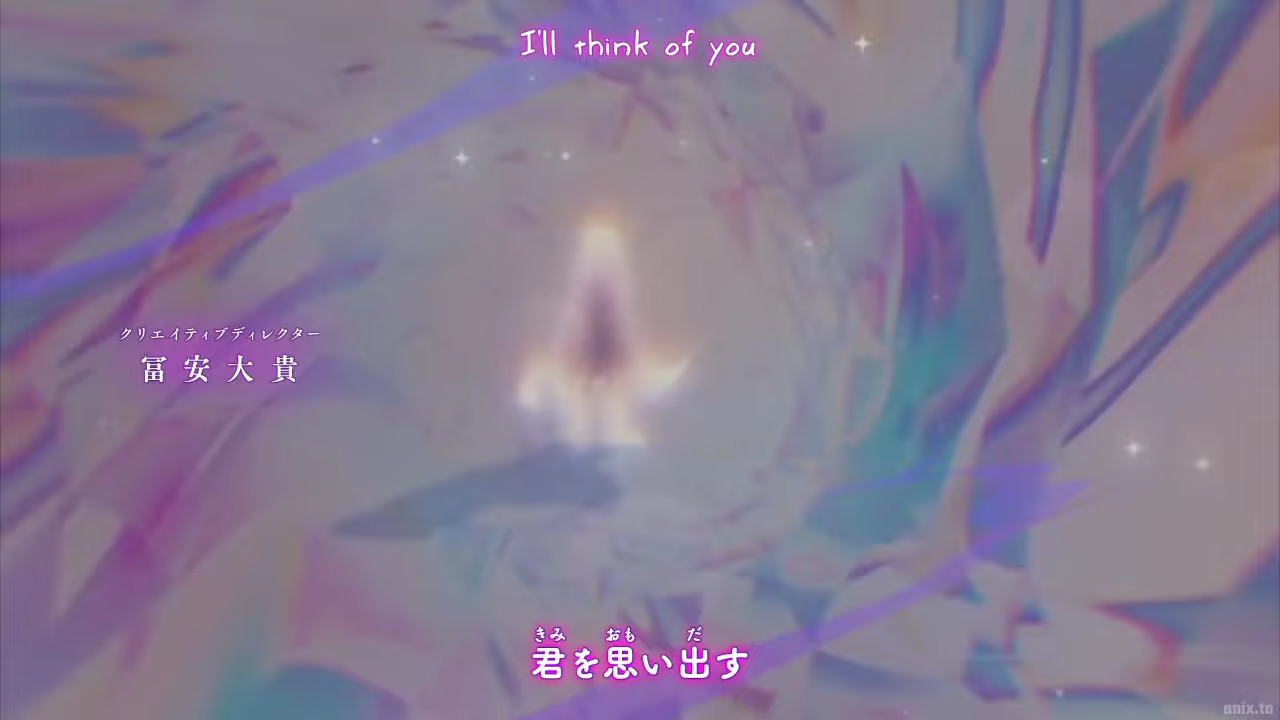 I'll think of you
クリエイティブディレクター
冨安大貴
きみ おも だ
君を思い出す
anix.to